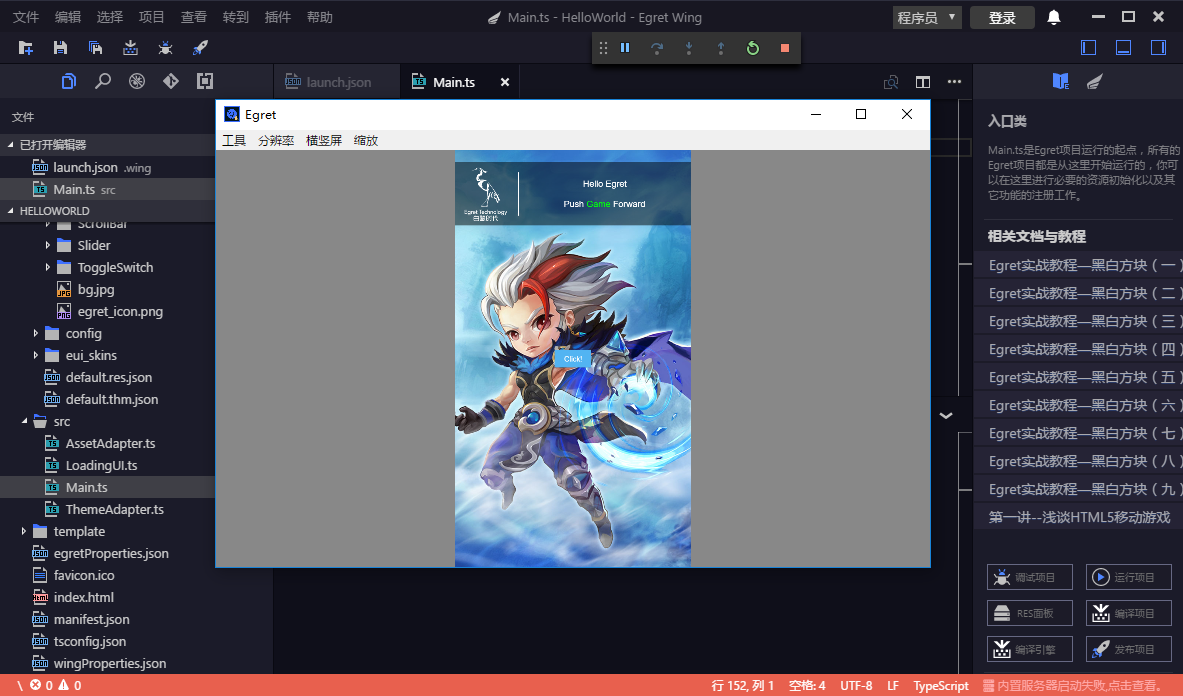 文件 编辑 选择 项目 查看 转到 插件 帮助
Main.ts - HelloWorld - Egret Wing
程序员
登录
launch.json
Main.ts
文件
已打开编辑器
launch.json .wing
Main.ts src
HELLOWORLD
ScrollBar
Slider
ToggleSwitch
bg.jpg
egret_icon.png
config
eui_skins
default.res.json
default.thm.json
src
AssetAdapter.ts
LoadingUI.ts
Main.ts
ThemeAdapter.ts
template
egretProperties.json
favicon.ico
index.html
manifest.json
tsconfig.json
wingProperties.json
Egret
工具 分辨率 横竖屏 缩放
Egret Technology
白鹭时代
Hello Egret
Push Game Forward
Click!
入口类
Main.ts是Egret项目运行的起点，所有的
Egret项目都是从这里开始运行的，你可
以在这里进行必要的资源初始化以及其
它功能的注册工作。
相关文档与教程
Egret实战教程—黑白方块（一）
Egret实战教程—黑白方块（二）
Egret实战教程—黑白方块（三）
Egret实战教程—黑白方块（四）
Egret实战教程—黑白方块（五）
Egret实战教程—黑白方块（六）
Egret实战教程—黑白方块（七）
Egret实战教程—黑白方块（八）
Egret实战教程—黑白方块（九）
第一讲--浅谈HTML5移动游戏
调试项目 运行项目
RES面板 编译项目
编译引擎 发布项目
\ 0 0
行 152, 列 1 空格: 4 UTF-8 LF TypeScript 内置服务器启动失败,点击查看。